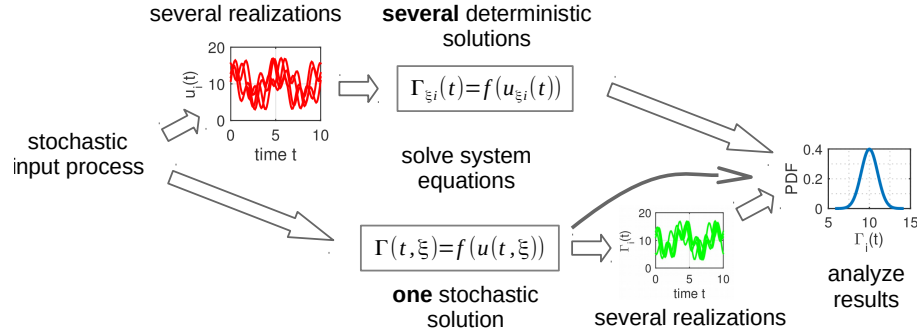 several realizations
several deterministic
solutions
20
10
0
u_i(t)
0 5 10
time t
Γ_ξi(t)=f(u_ξi(t))
stochastic
input process
solve system
equations
0.4
0.2
0
PDF
5 10 15
Γ_i(t)
analyze
results
Γ(t,ξ)=f(u(t,ξ))
20
10
0
Γ_i(t)
0 5 10
time t
one stochastic
solution
several realizations